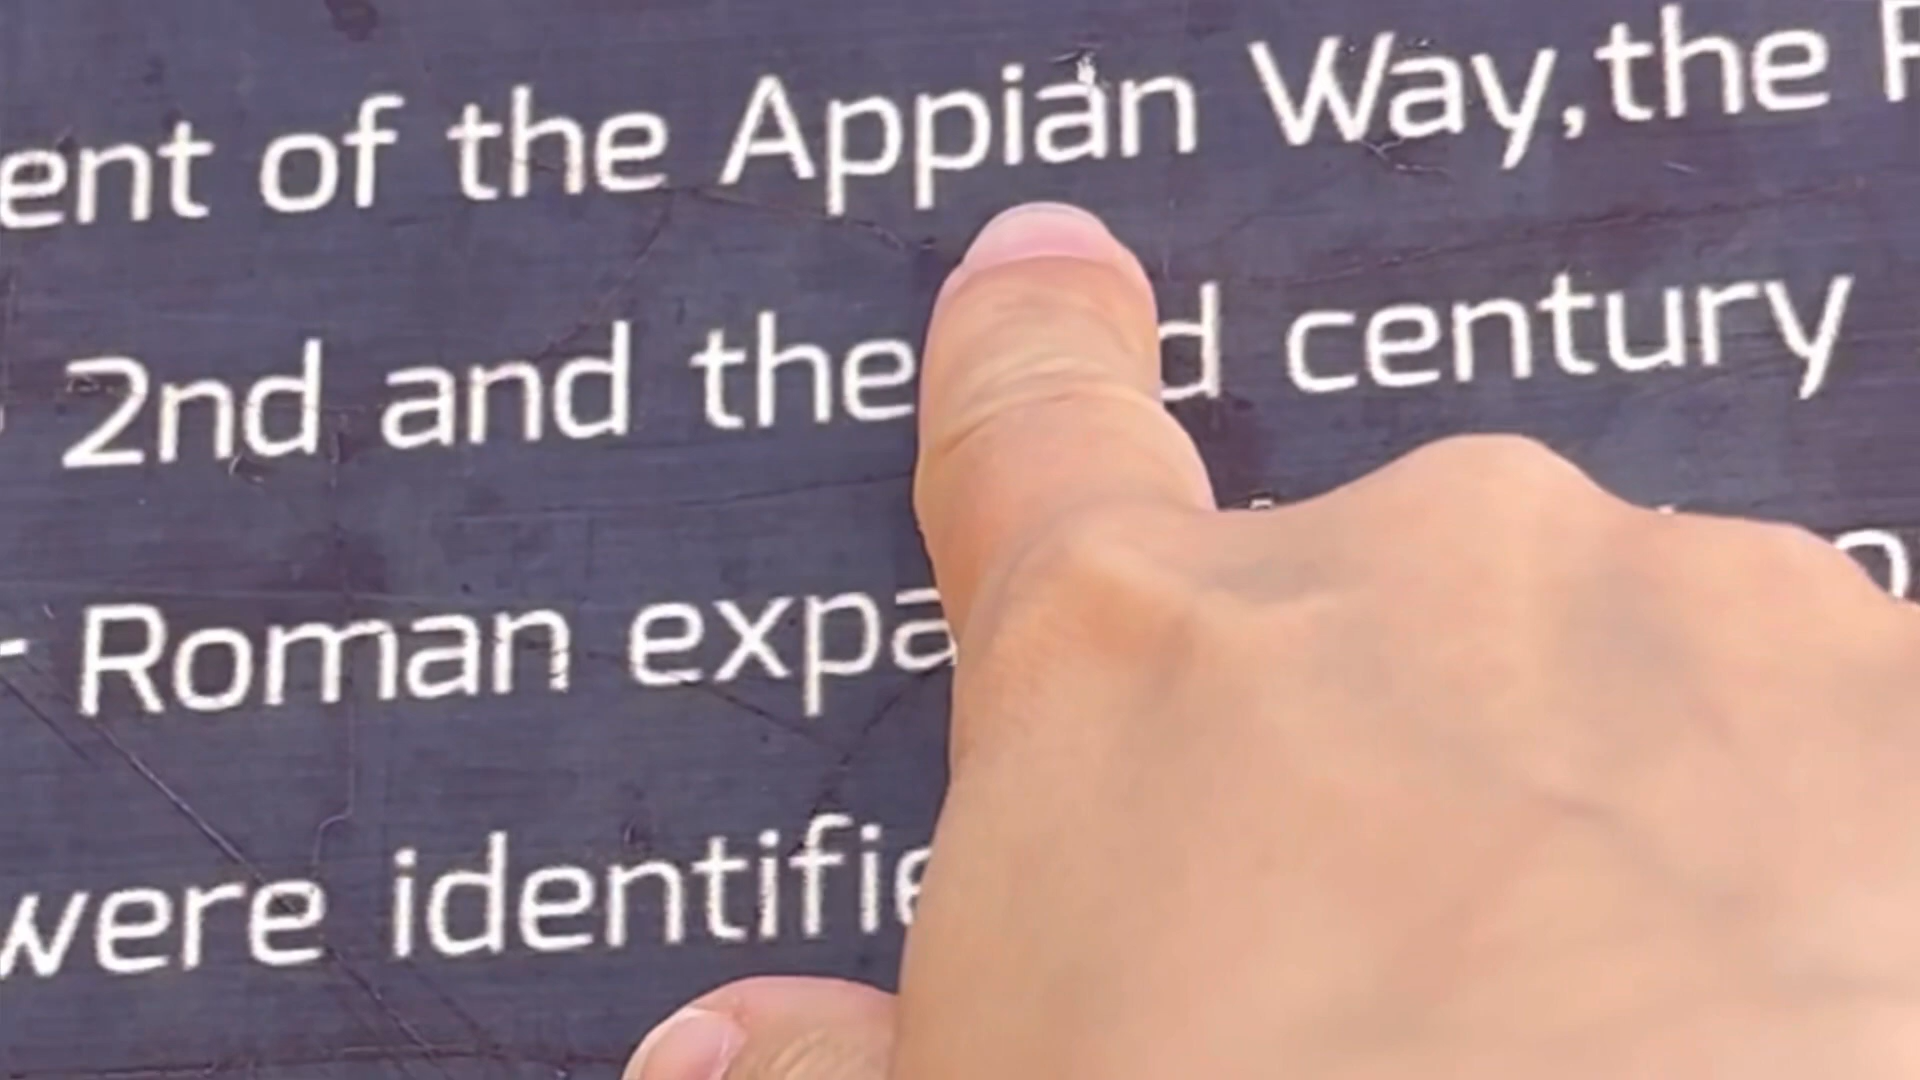 ent of the Appian Way, the
2nd and the century
Roman expa
were identifie